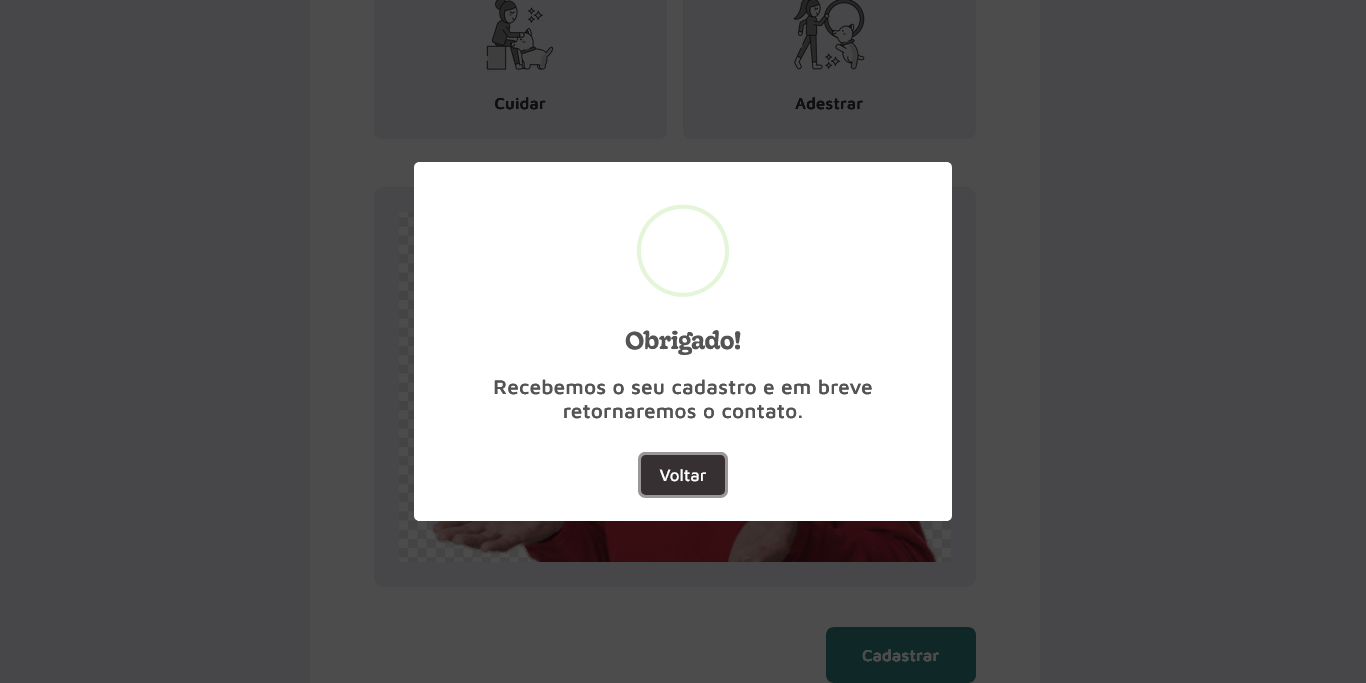 Cuidar
Adestrar
Obrigado!
Recebemos o seu cadastro e em breve
retornaremos o contato.
Voltar
Cadastrar